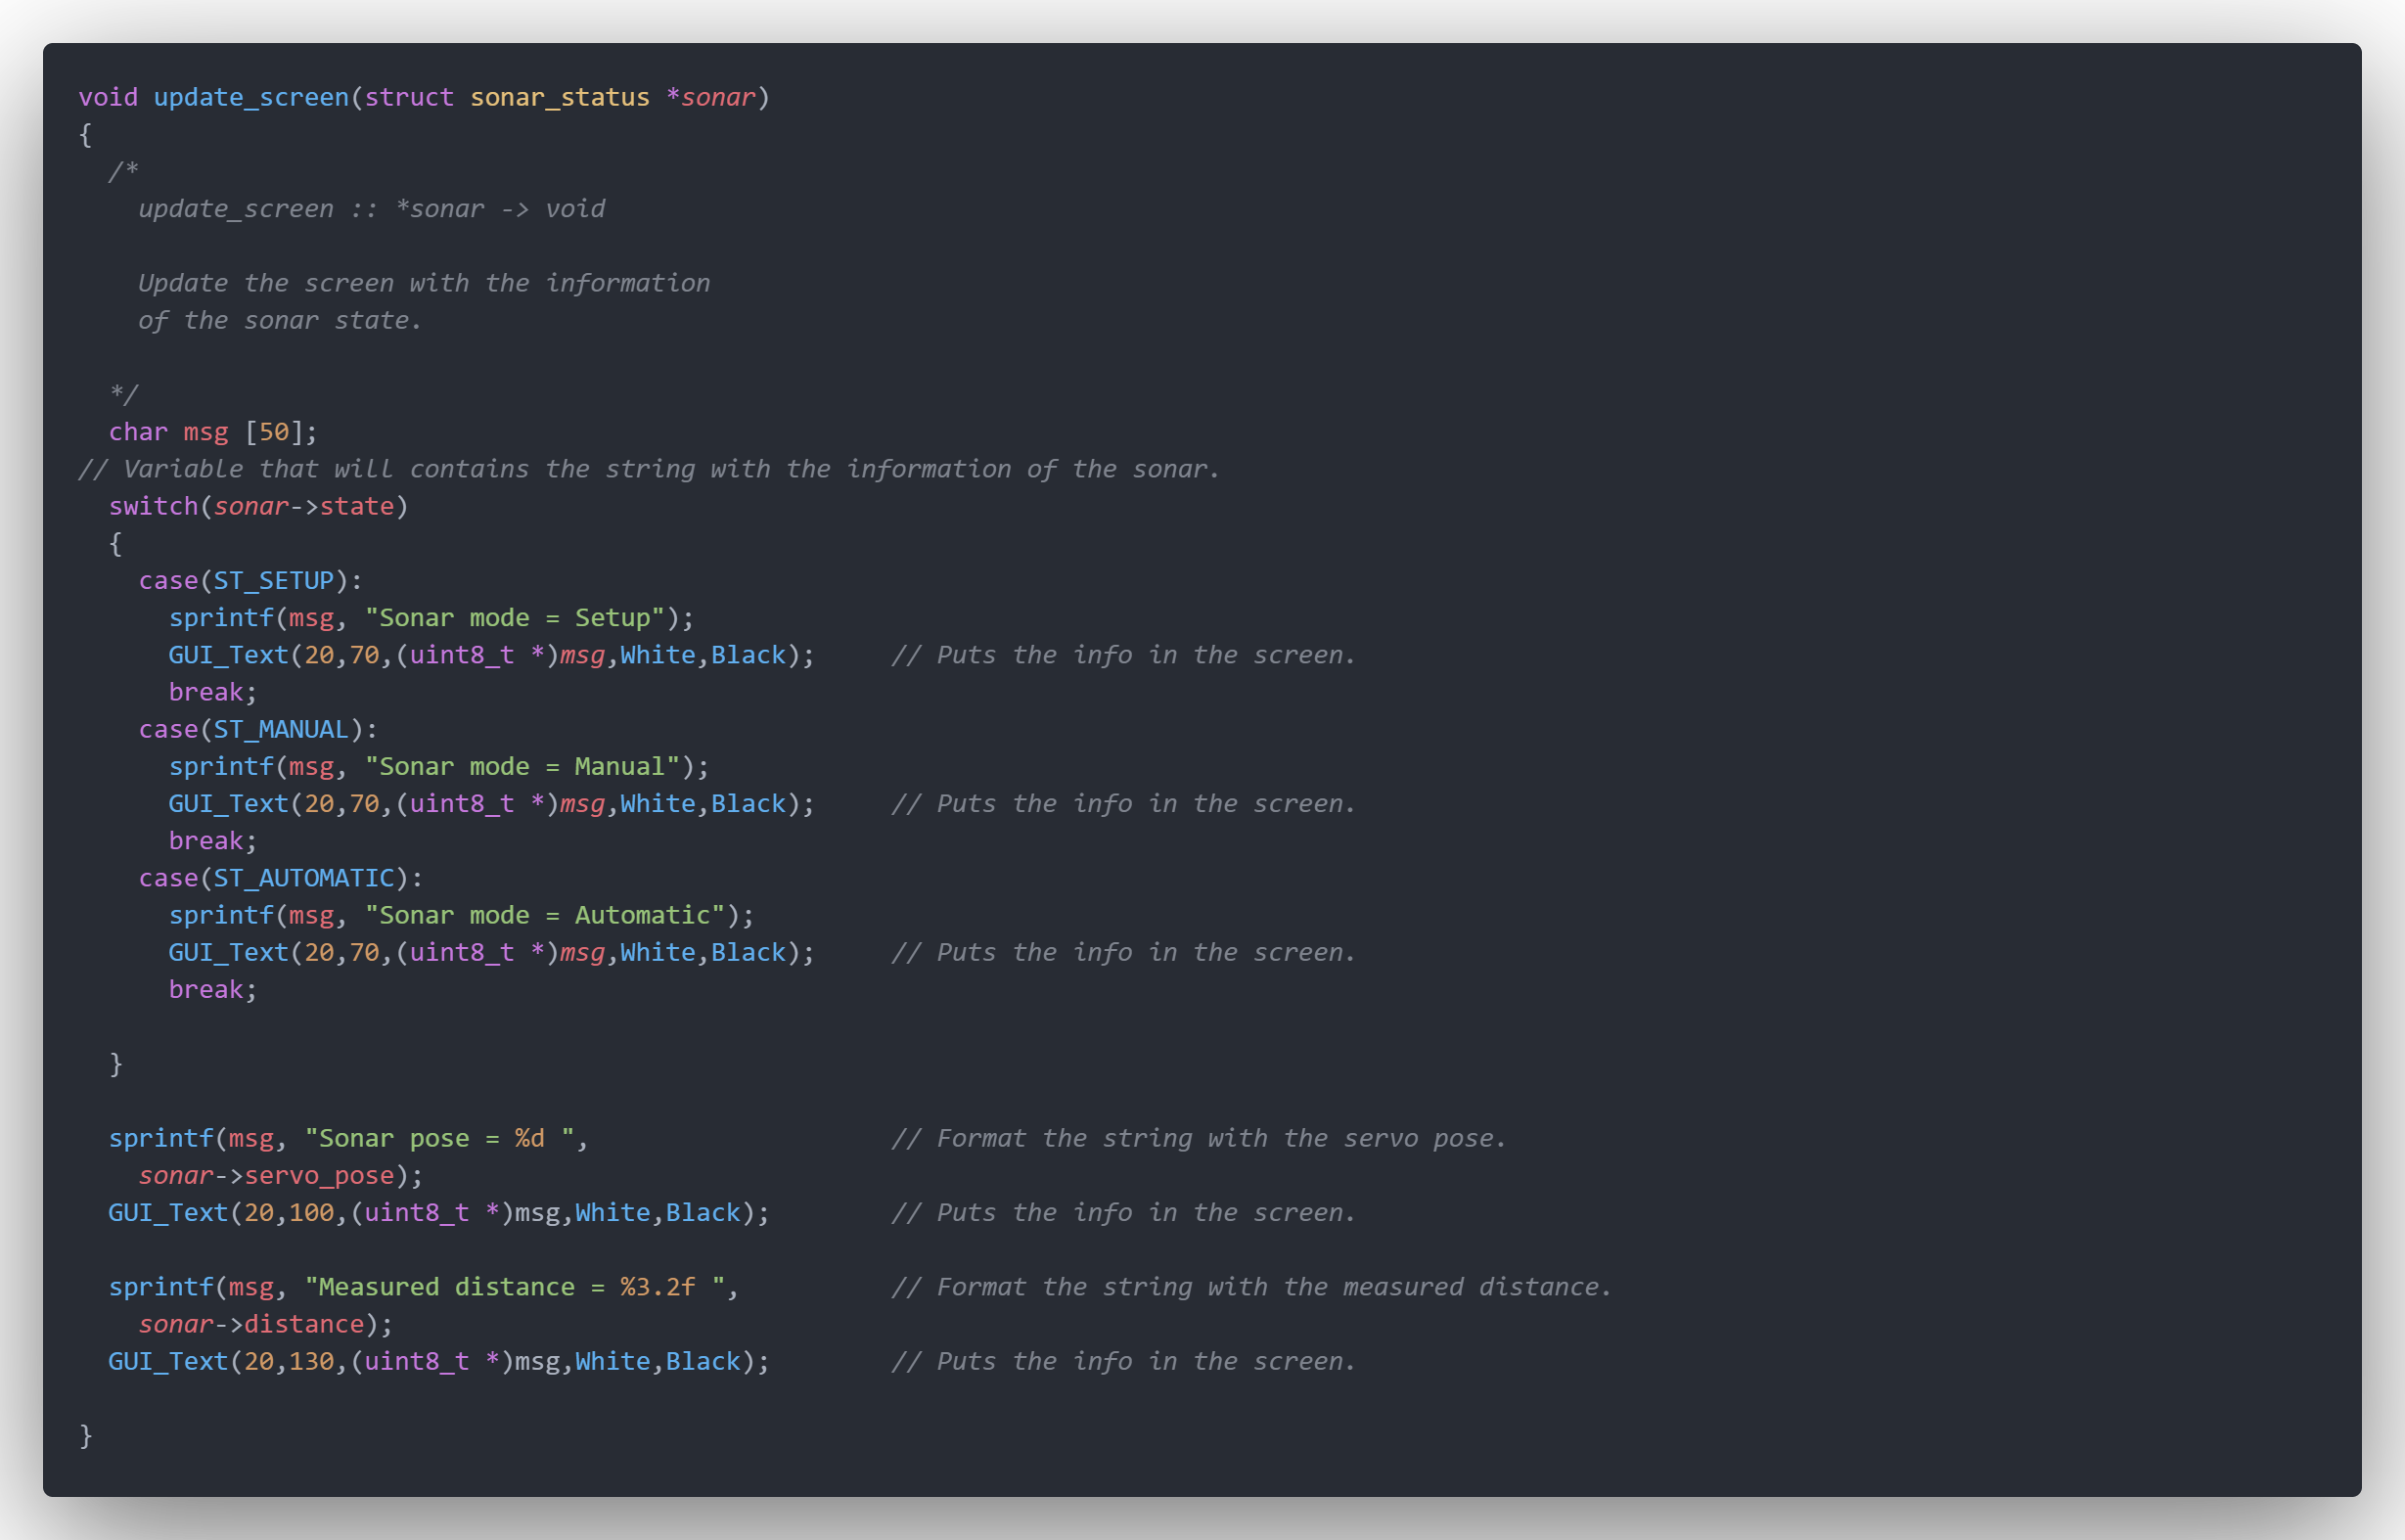 void update_screen(struct sonar_status *sonar)
{
  /*
    update_screen :: *sonar -> void

    Update the screen with the information
    of the sonar state.

  */
  char msg [50];
// Variable that will contains the string with the information of the sonar.
  switch(sonar->state)
  {
    case(ST_SETUP):
      sprintf(msg, "Sonar mode = Setup");
      GUI_Text(20,70,(uint8_t *)msg,White,Black);     // Puts the info in the screen.
      break;
    case(ST_MANUAL):
      sprintf(msg, "Sonar mode = Manual");
      GUI_Text(20,70,(uint8_t *)msg,White,Black);     // Puts the info in the screen.
      break;
    case(ST_AUTOMATIC):
      sprintf(msg, "Sonar mode = Automatic");
      GUI_Text(20,70,(uint8_t *)msg,White,Black);     // Puts the info in the screen.
      break;

  }

  sprintf(msg, "Sonar pose = %d ",                    // Format the string with the servo pose.
    sonar->servo_pose);
  GUI_Text(20,100,(uint8_t *)msg,White,Black);        // Puts the info in the screen.

  sprintf(msg, "Measured distance = %3.2f ",          // Format the string with the measured distance.
    sonar->distance);
  GUI_Text(20,130,(uint8_t *)msg,White,Black);        // Puts the info in the screen.

}